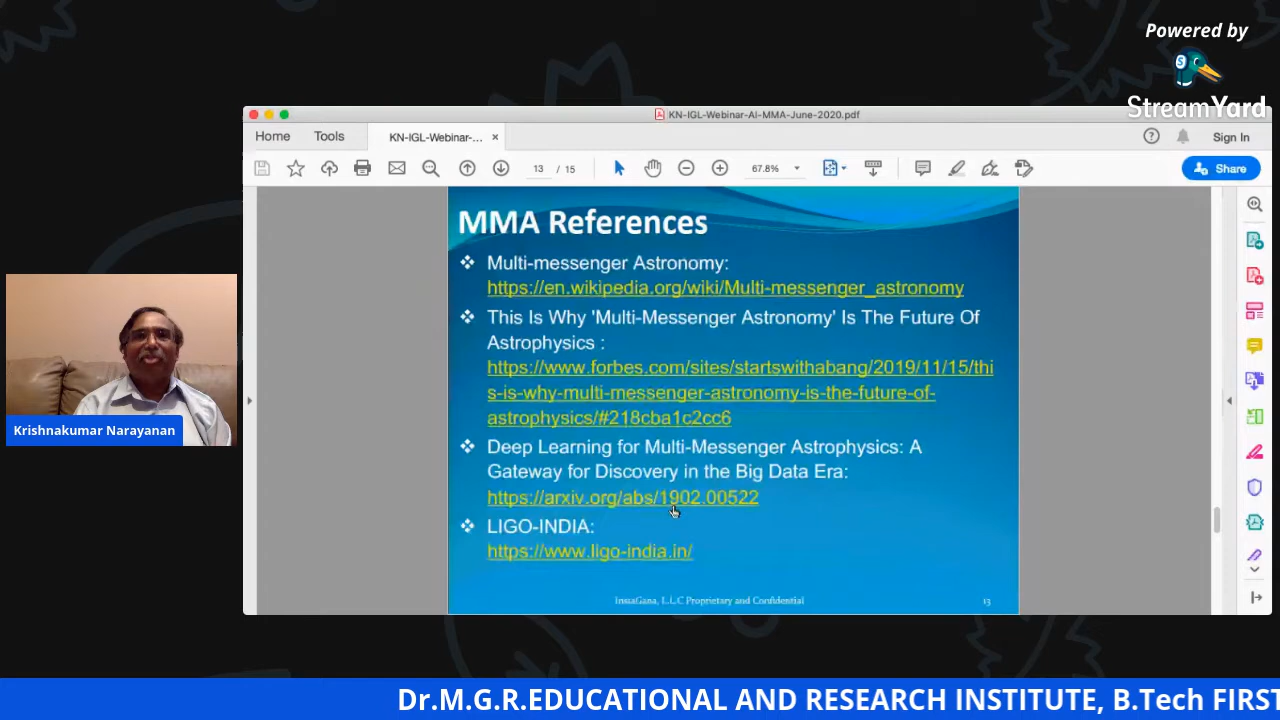 Powered by
StreamYard
KN-IGL-Webinar-AI-MMA-June-2020.pdf
Home Tools KN-IGL-Webinar-... × Sign In
13 / 15 67.8% Share
MMA References
Multi-messenger Astronomy:
https://en.wikipedia.org/wiki/Multi-messenger_astronomy
This Is Why 'Multi-Messenger Astronomy' Is The Future Of
Astrophysics :
https://www.forbes.com/sites/startswithabang/2019/11/15/thi
s-is-why-multi-messenger-astronomy-is-the-future-of-
astrophysics/#218cba1c2cc6
Deep Learning for Multi-Messenger Astrophysics: A
Gateway for Discovery in the Big Data Era:
https://arxiv.org/abs/1902.00522
LIGO-INDIA:
https://www.ligo-india.in/
InstaGana, L.L.C Proprietary and Confidential 13
Krishnakumar Narayanan
Dr.M.G.R.EDUCATIONAL AND RESEARCH INSTITUTE, B.Tech FIRST